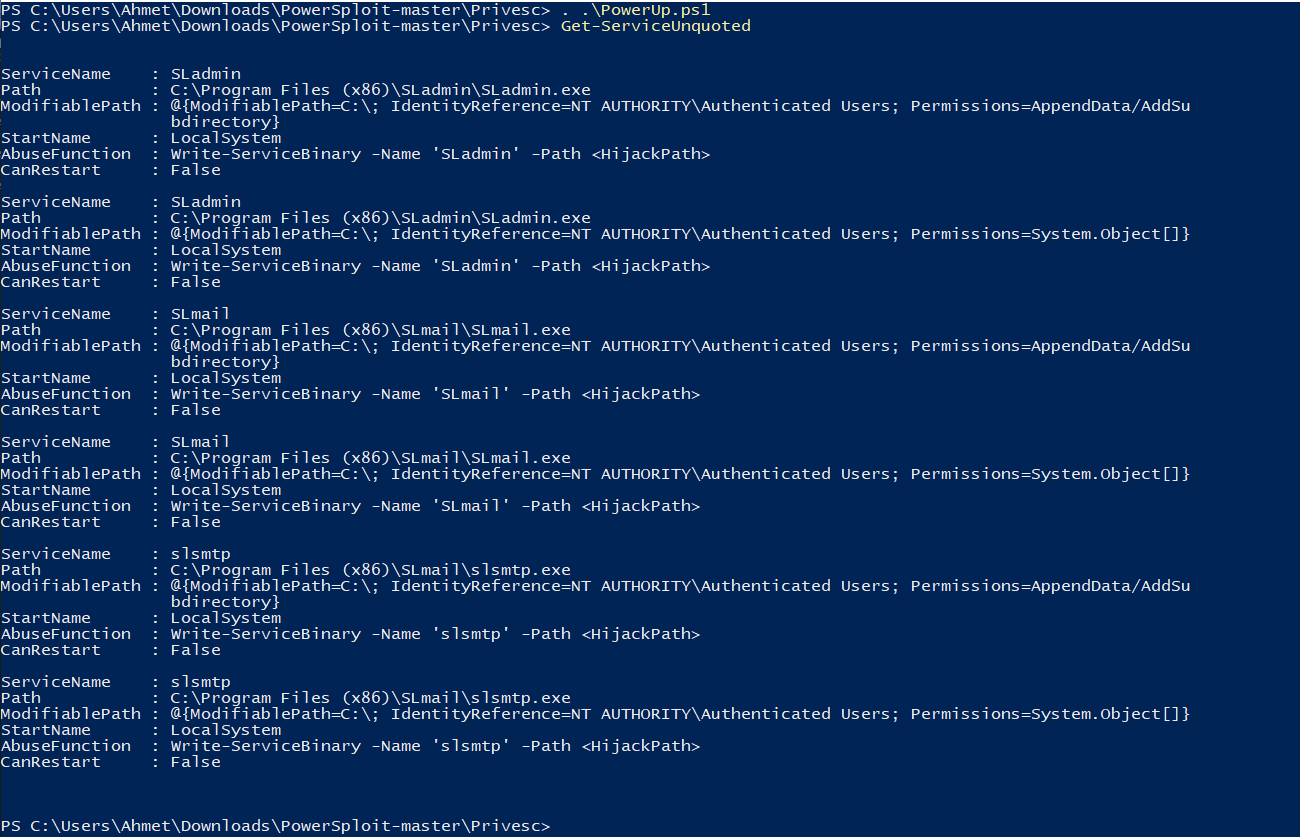 PS C:\Users\Ahmet\Downloads\PowerSploit-master\Privesc> . .\PowerUp.ps1
PS C:\Users\Ahmet\Downloads\PowerSploit-master\Privesc> Get-ServiceUnquoted
ServiceName    : SLadmin
Path           : C:\Program Files (x86)\SLadmin\SLadmin.exe
ModifiablePath : @{ModifiablePath=C:\; IdentityReference=NT AUTHORITY\Authenticated Users; Permissions=AppendData/AddSu
                 bdirectory}
StartName      : LocalSystem
AbuseFunction  : Write-ServiceBinary -Name 'SLadmin' -Path <HijackPath>
CanRestart     : False
ServiceName    : SLadmin
Path           : C:\Program Files (x86)\SLadmin\SLadmin.exe
ModifiablePath : @{ModifiablePath=C:\; IdentityReference=NT AUTHORITY\Authenticated Users; Permissions=System.Object[]}
StartName      : LocalSystem
AbuseFunction  : Write-ServiceBinary -Name 'SLadmin' -Path <HijackPath>
CanRestart     : False
ServiceName    : SLmail
Path           : C:\Program Files (x86)\SLmail\SLmail.exe
ModifiablePath : @{ModifiablePath=C:\; IdentityReference=NT AUTHORITY\Authenticated Users; Permissions=AppendData/AddSu
                 bdirectory}
StartName      : LocalSystem
AbuseFunction  : Write-ServiceBinary -Name 'SLmail' -Path <HijackPath>
CanRestart     : False
ServiceName    : SLmail
Path           : C:\Program Files (x86)\SLmail\SLmail.exe
ModifiablePath : @{ModifiablePath=C:\; IdentityReference=NT AUTHORITY\Authenticated Users; Permissions=System.Object[]}
StartName      : LocalSystem
AbuseFunction  : Write-ServiceBinary -Name 'SLmail' -Path <HijackPath>
CanRestart     : False
ServiceName    : slsmtp
Path           : C:\Program Files (x86)\SLmail\slsmtp.exe
ModifiablePath : @{ModifiablePath=C:\; IdentityReference=NT AUTHORITY\Authenticated Users; Permissions=AppendData/AddSu
                 bdirectory}
StartName      : LocalSystem
AbuseFunction  : Write-ServiceBinary -Name 'slsmtp' -Path <HijackPath>
CanRestart     : False
ServiceName    : slsmtp
Path           : C:\Program Files (x86)\SLmail\slsmtp.exe
ModifiablePath : @{ModifiablePath=C:\; IdentityReference=NT AUTHORITY\Authenticated Users; Permissions=System.Object[]}
StartName      : LocalSystem
AbuseFunction  : Write-ServiceBinary -Name 'slsmtp' -Path <HijackPath>
CanRestart     : False
PS C:\Users\Ahmet\Downloads\PowerSploit-master\Privesc>